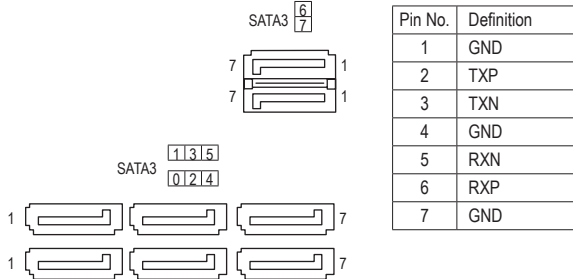 SATA3 6
7
7 1
7 1
SATA3 1 3 5
0 2 4
1 7
1 7
Pin No. Definition
1 GND
2 TXP
3 TXN
4 GND
5 RXN
6 RXP
7 GND